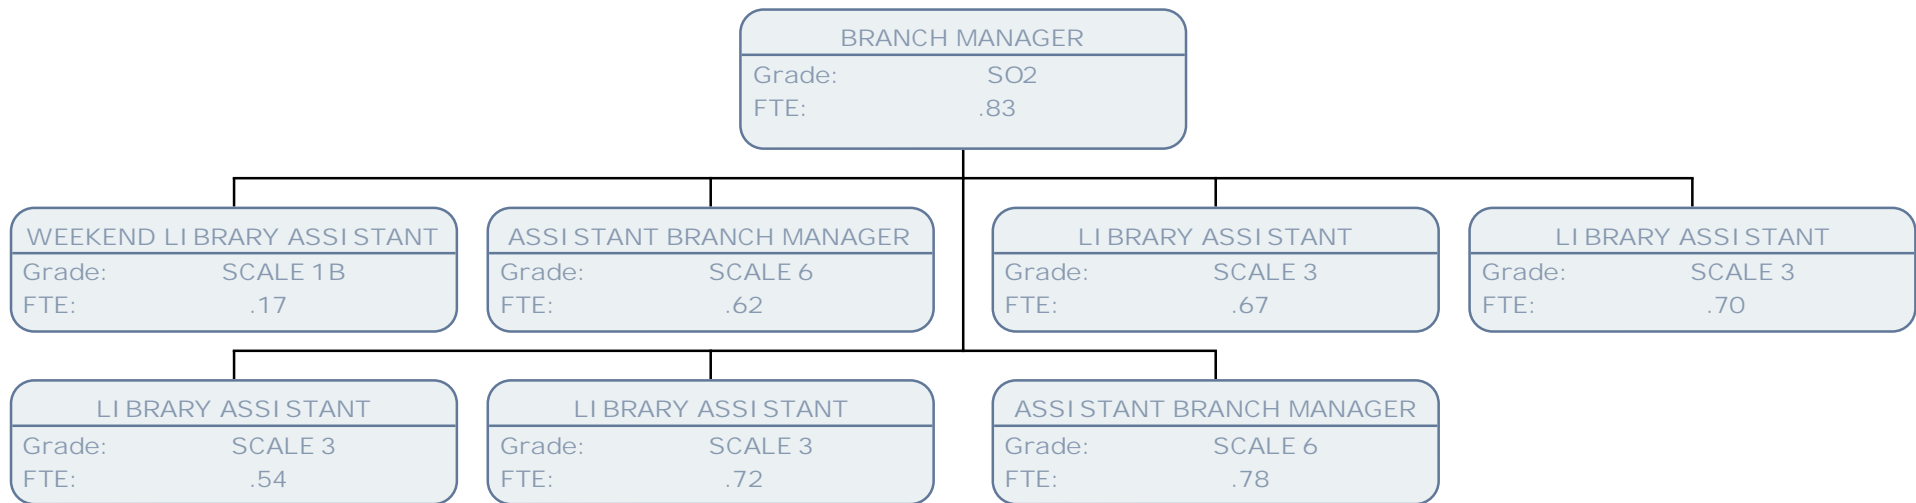 BRANCH MANAGER
Grade: SO2
FTE: .83
WEEKEND LIBRARY ASSISTANT
Grade: SCALE 1B
FTE: .17
ASSISTANT BRANCH MANAGER
Grade: SCALE 6
FTE: .62
LIBRARY ASSISTANT
Grade: SCALE 3
FTE: .67
LIBRARY ASSISTANT
Grade: SCALE 3
FTE: .70
LIBRARY ASSISTANT
Grade: SCALE 3
FTE: .54
LIBRARY ASSISTANT
Grade: SCALE 3
FTE: .72
ASSISTANT BRANCH MANAGER
Grade: SCALE 6
FTE: .78